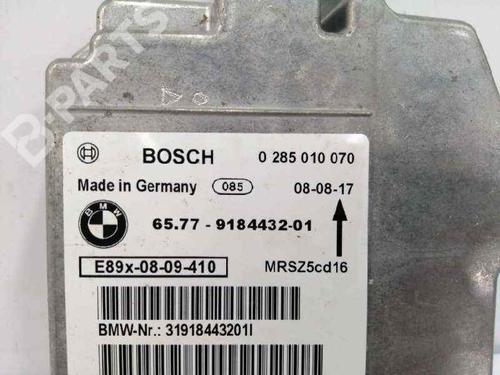 B-PARTS
BOSCH 0 285 010 070
Made in Germany 085 08-08-17
BMW
65.77 - 9184432-01
E89x-08-09-410 MRSZ5cd16
BMW-Nr.: 31918443201I